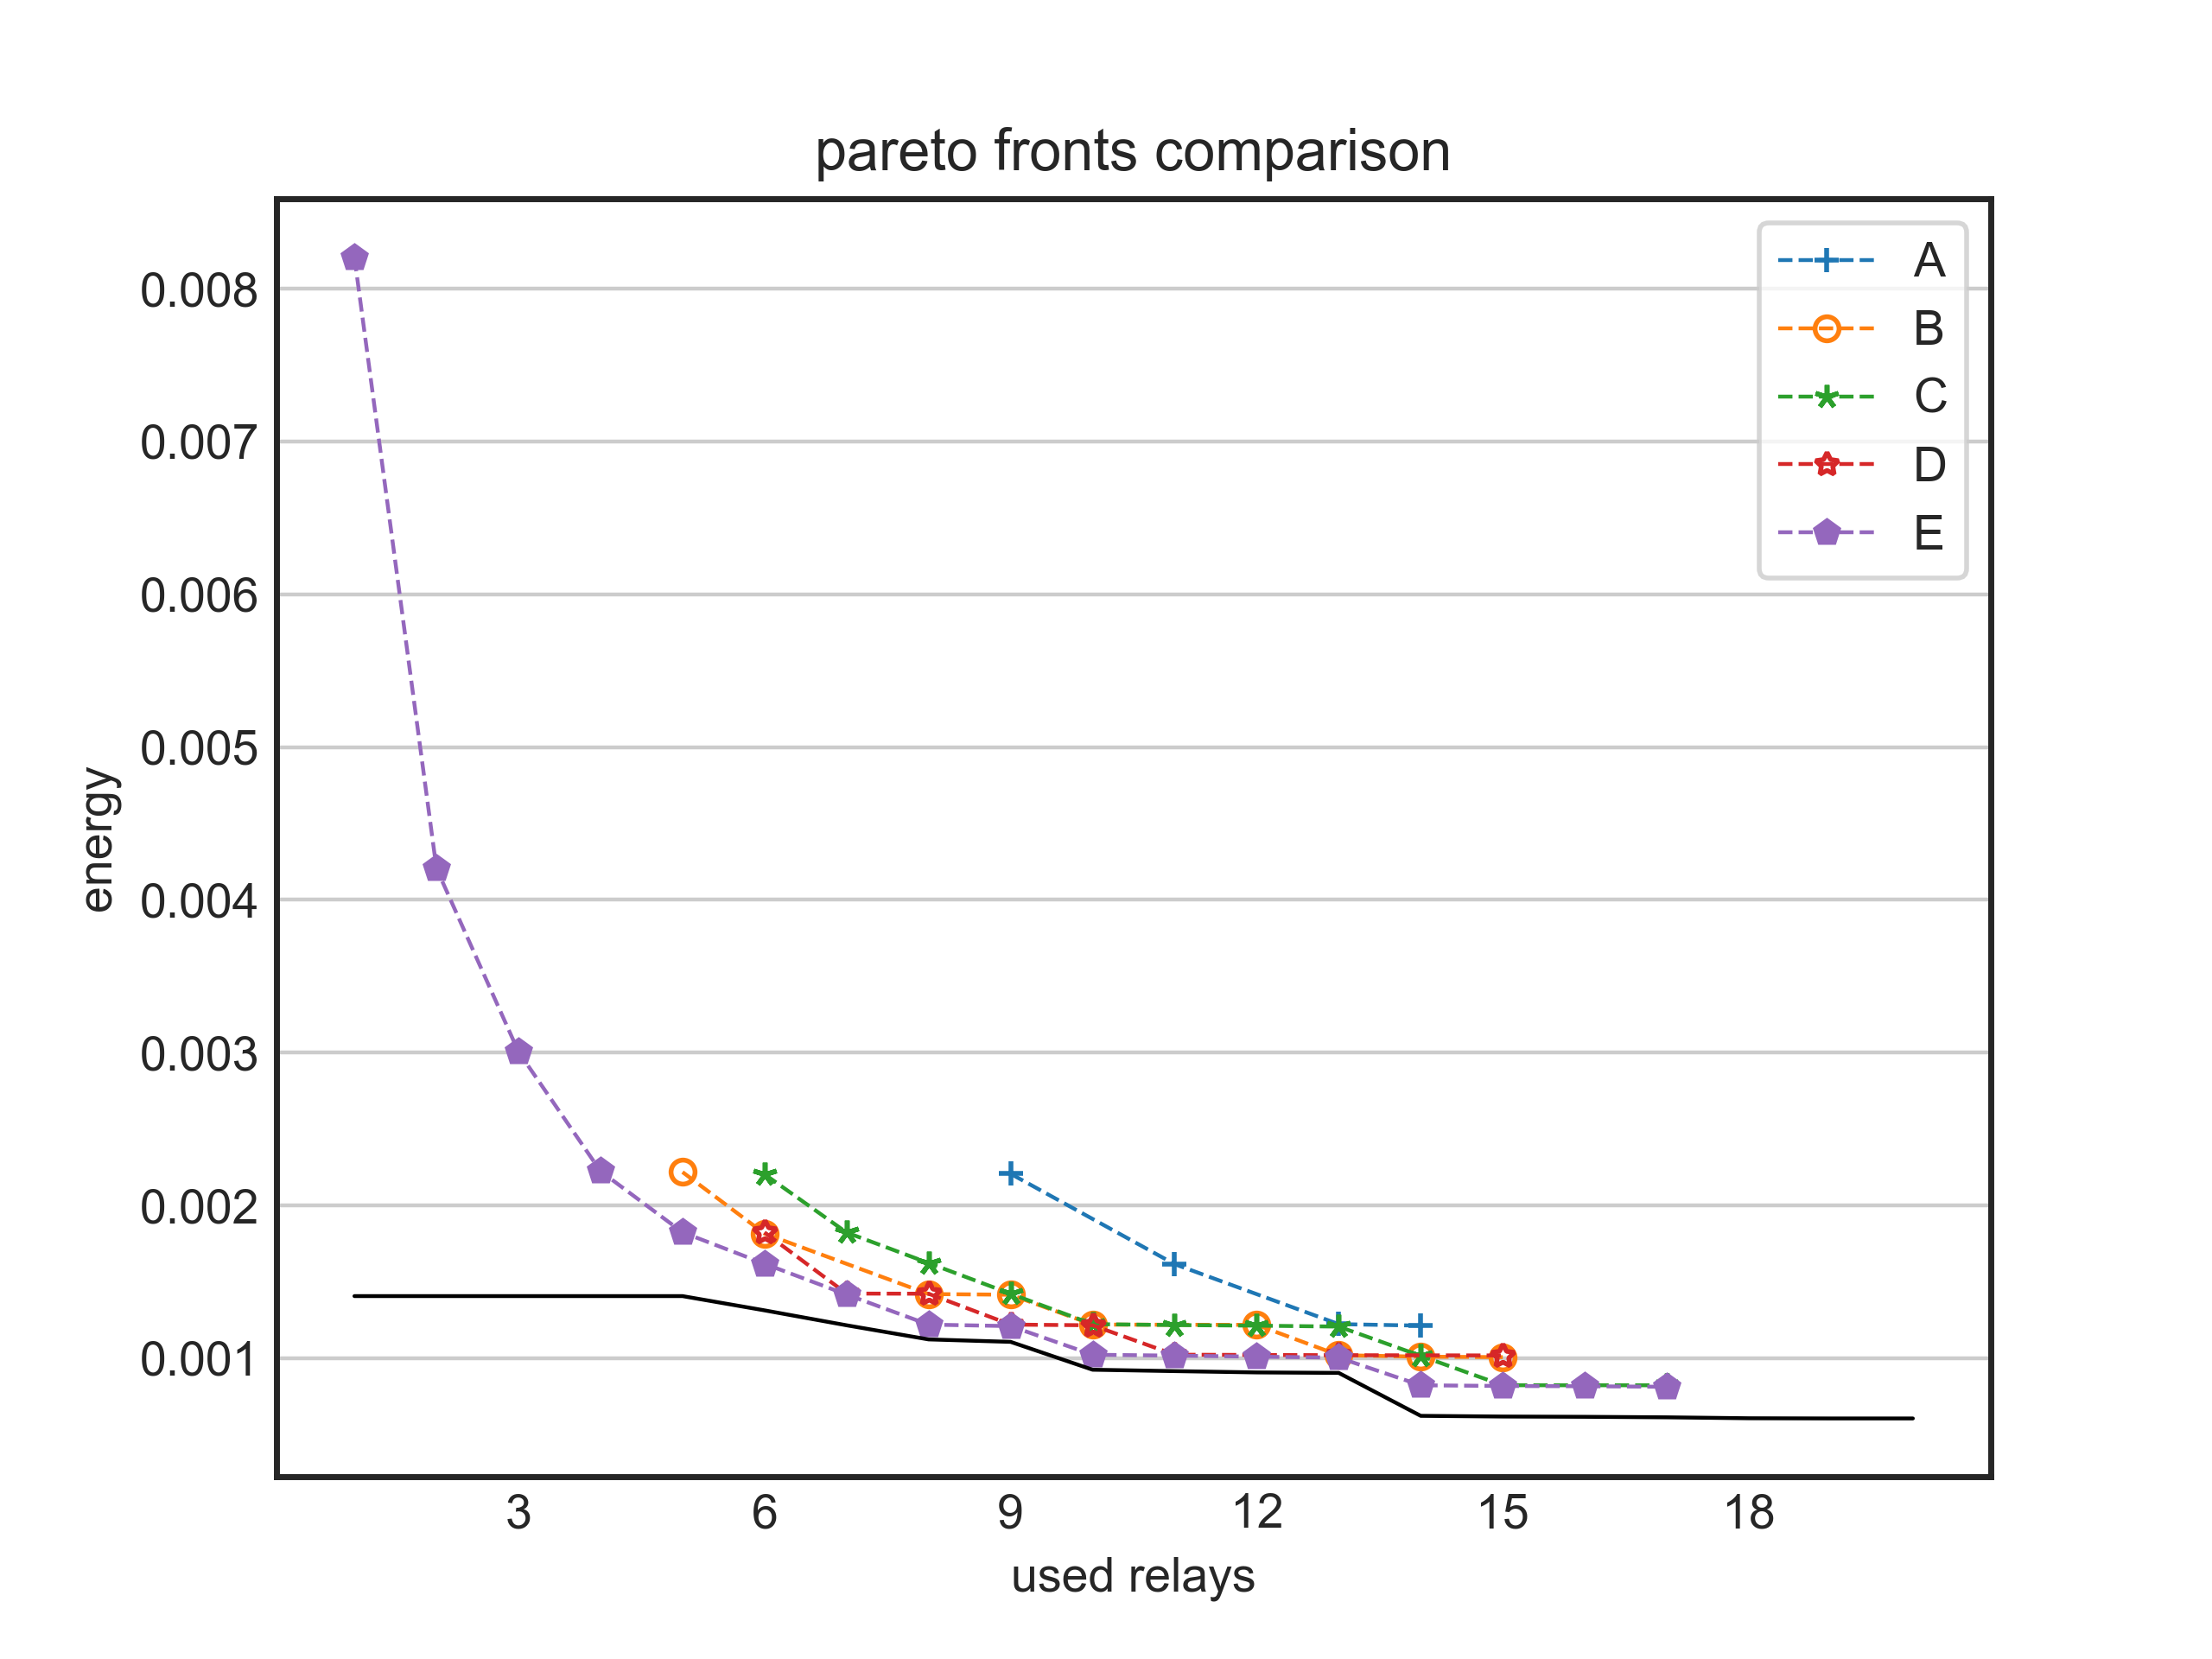 pareto fronts comparison
A
B
C
D
E
0.008
0.007
0.006
0.005
0.004
0.003
0.002
0.001
energy
3 6 9 12 15 18
used relays